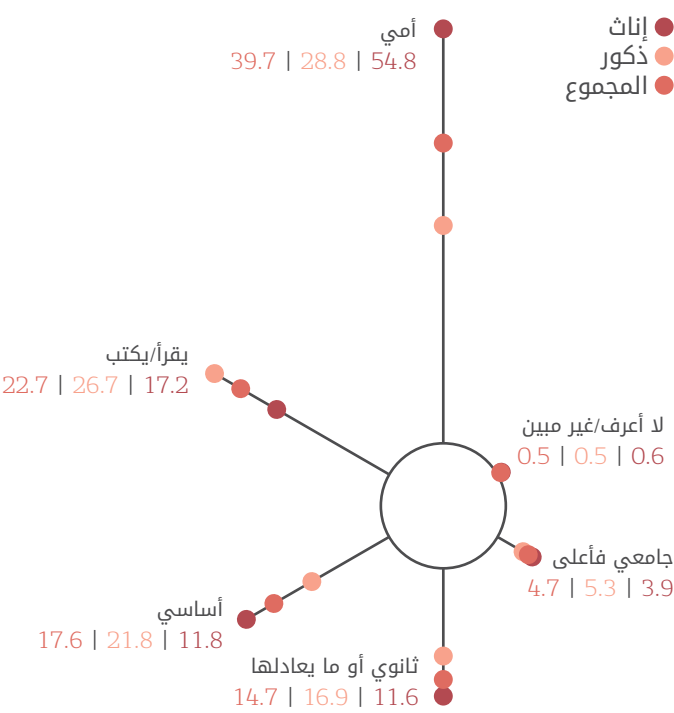 إناث
ذكور
المجموع
أمي
54.8 | 28.8 | 39.7
يقرأ/يكتب
17.2 | 26.7 | 22.7
لا أعرف/غير مبين
0.6 | 0.5 | 0.5
جامعي فأعلى
3.9 | 5.3 | 4.7
أساسي
11.8 | 21.8 | 17.6
ثانوي أو ما يعادلها
11.6 | 16.9 | 14.7